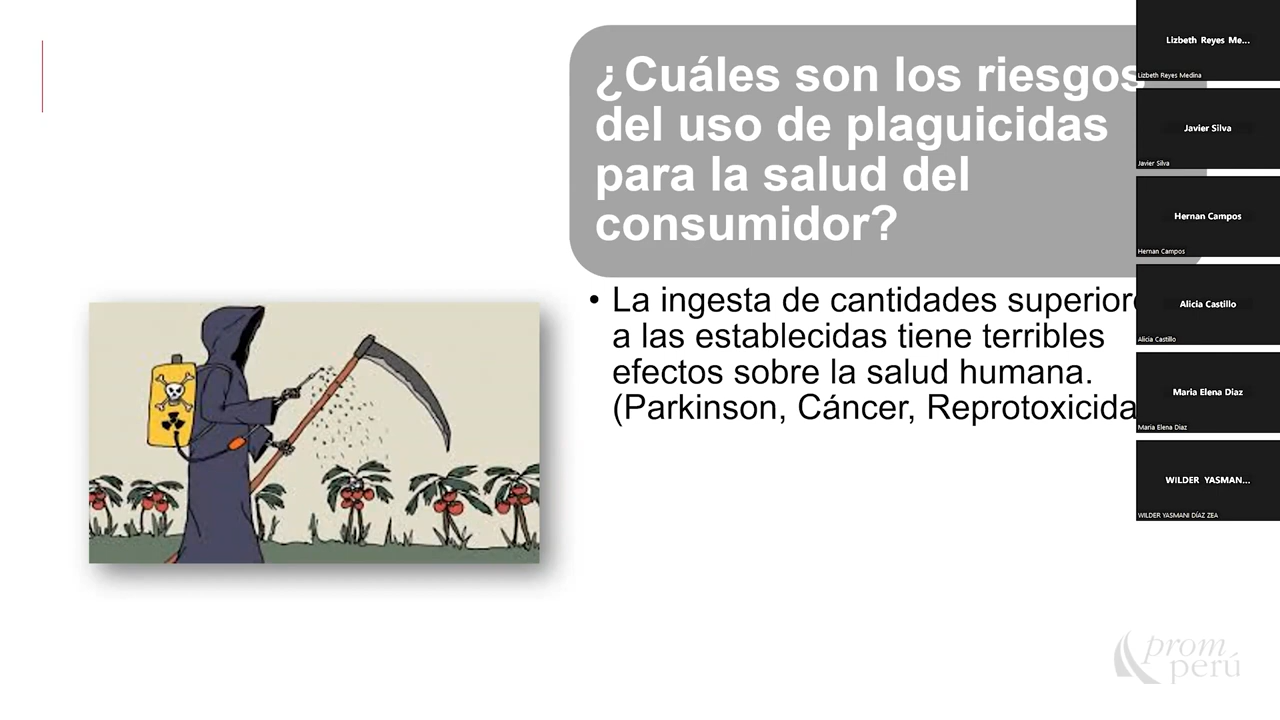 ¿Cuáles son los riesgos
del uso de plaguicidas
para la salud del
consumidor?
• La ingesta de cantidades
a las establecidas tiene terribles
efectos sobre la salud humana.
(Parkinson, Cáncer,
Lizbeth Reyes Me...
Lizbeth Reyes Medina
Javier Silva
Javier Silva
Hernan Campos
Hernan Campos
Alicia Castillo
Alicia Castillo
Maria Elena Diaz
Maria Elena Diaz
WILDER YASMAN...
WILDER YASMANI DÍAZ ZEA
prom
perú